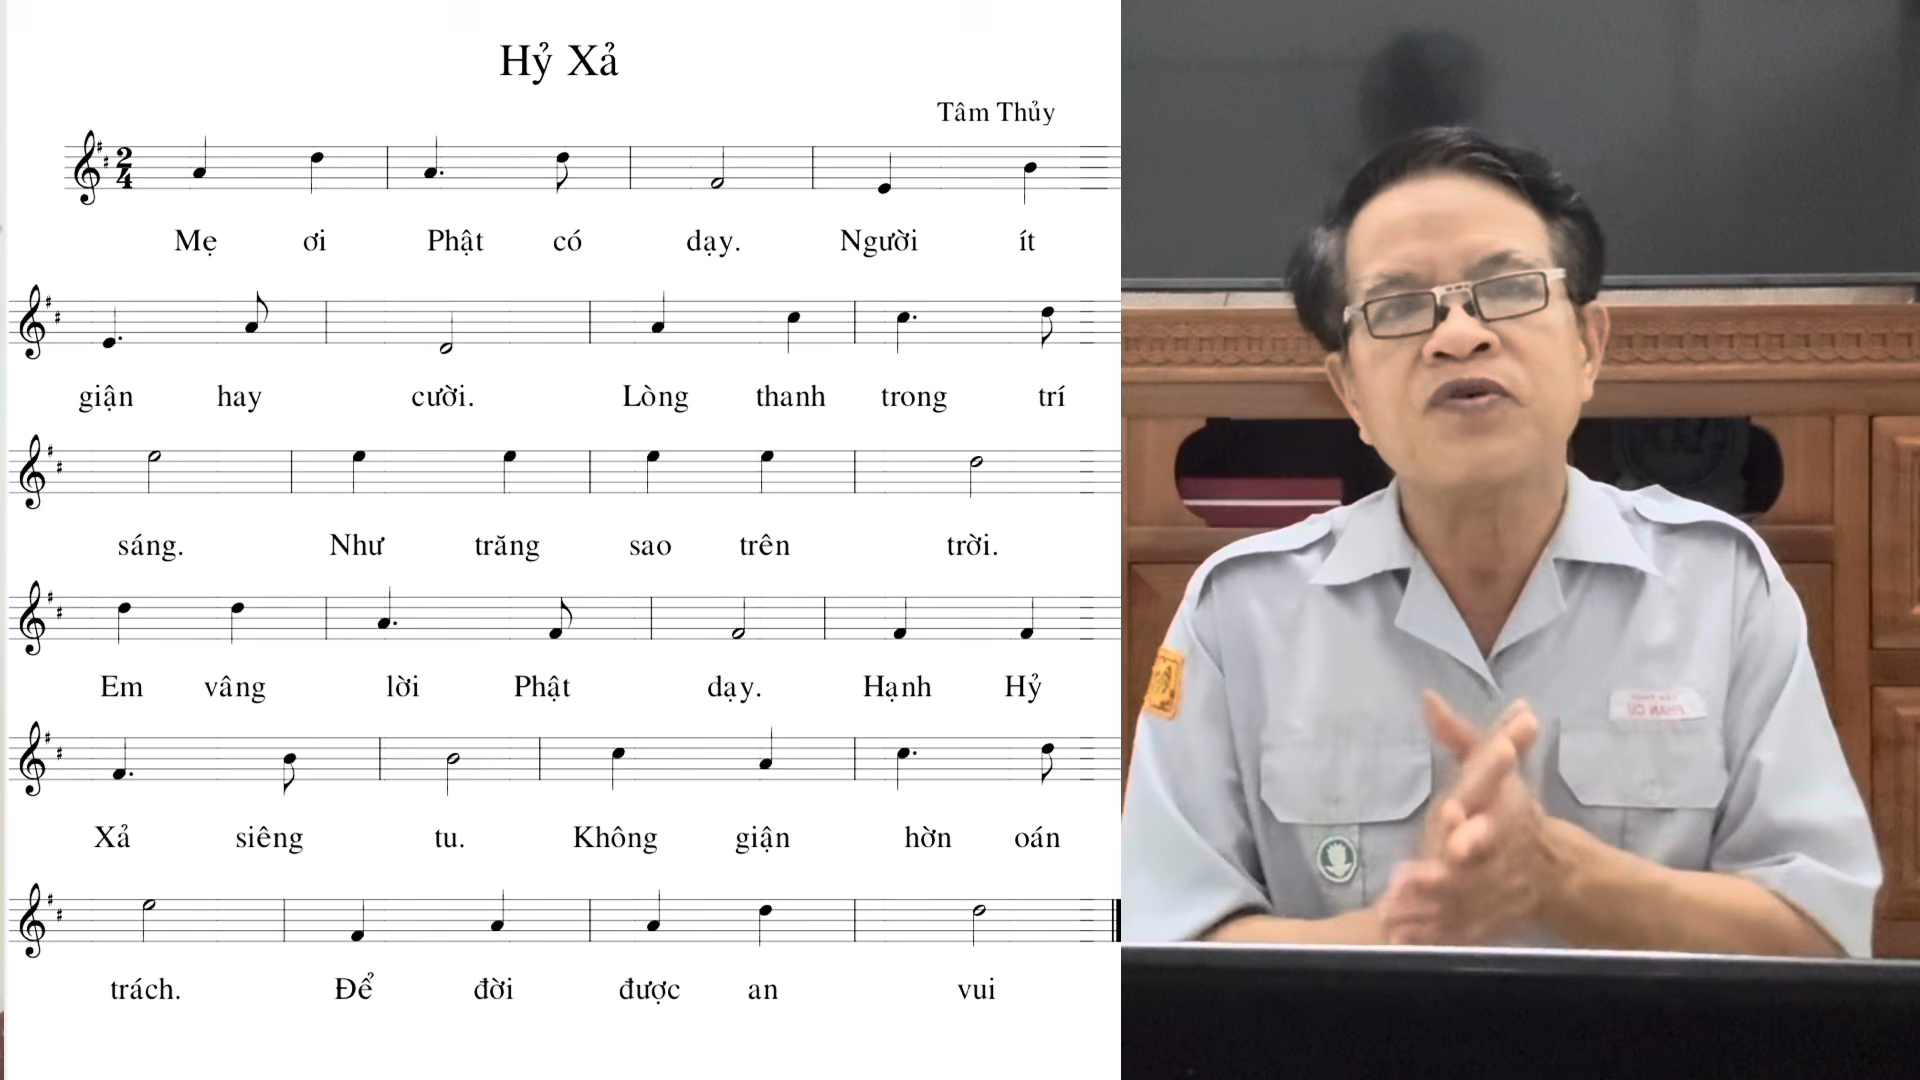 Hỷ Xả
Tâm Thủy
2
4
Mẹ ơi Phật có dạy. Người ít
giận hay cười. Lòng thanh trong trí
sáng. Như trăng sao trên trời.
Em vâng lời Phật dạy. Hạnh Hỷ
Xả siêng tu. Không giận hờn oán
trách. Để đời được an vui